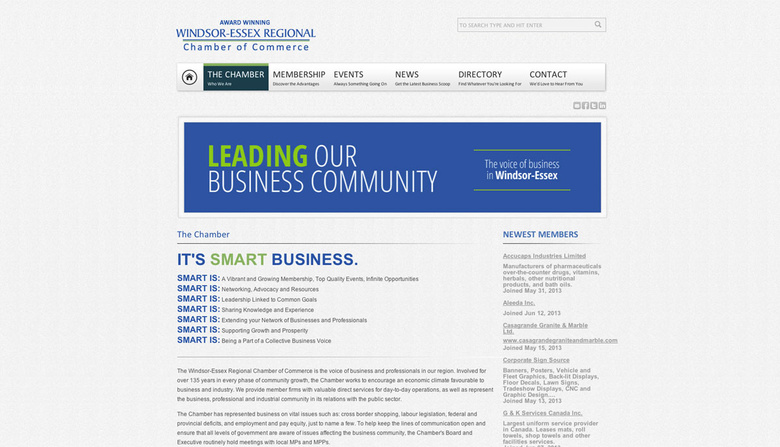 AWARD WINNING
WINDSOR-ESSEX REGIONAL
Chamber of Commerce
TO SEARCH TYPE AND HIT ENTER
THE CHAMBER
Who We Are
MEMBERSHIP
Discover the Advantages
EVENTS
Always Something Going On
NEWS
Get the Latest Business Scoop
DIRECTORY
Find Whatever You're Looking For
CONTACT
We'd Love to Hear From You
LEADING OUR
BUSINESS COMMUNITY
The voice of business
in Windsor-Essex
The Chamber
IT'S SMART BUSINESS.
SMART IS: A Vibrant and Growing Membership, Top Quality Events, Infinite Opportunities
SMART IS: Networking, Advocacy and Resources
SMART IS: Leadership Linked to Common Goals
SMART IS: Sharing Knowledge and Experience
SMART IS: Extending your Network of Businesses and Professionals
SMART IS: Supporting Growth and Prosperity
SMART IS: Being a Part of a Collective Business Voice
The Windsor-Essex Regional Chamber of Commerce is the voice of business and professionals in our region. Involved for
over 135 years in every phase of community growth, the Chamber works to encourage an economic climate favourable to
business and industry. We provide member firms with valuable direct services for day-to-day operations, as well as represent
the business, professional and industrial community in its relations with the public sector.
The Chamber has represented business on vital issues such as: cross border shopping, labour legislation, federal and
provincial deficits, and employment and pay equity, just to name a few. To help keep the lines of communication open and
ensure that all levels of government are aware of issues affecting the business community, the Chamber's Board and
Executive routinely hold meetings with local MPs and MPPs.
NEWEST MEMBERS
Accucaps Industries Limited
Manufacturers of pharmaceuticals
over-the-counter drugs, vitamins,
herbals, other nutritional
products, and bath oils.
Joined May 31, 2013
Aleeda Inc.
Joined Jun 12, 2013
Casagrande Granite & Marble
Ltd.
www.casagrandegraniteandmarble.com
Joined May 15, 2013
Corporate Sign Source
Banners, Posters, Vehicle and
Fleet Graphics, Back-lit Displays,
Floor Decals, Lawn Signs,
Tradeshow Displays, CNC and
Graphic Design,...
Joined May 13, 2013
G & K Services Canada Inc.
Largest uniform service provider
in Canada. Leases mats, roll
towels, shop towels and other
facilities services.